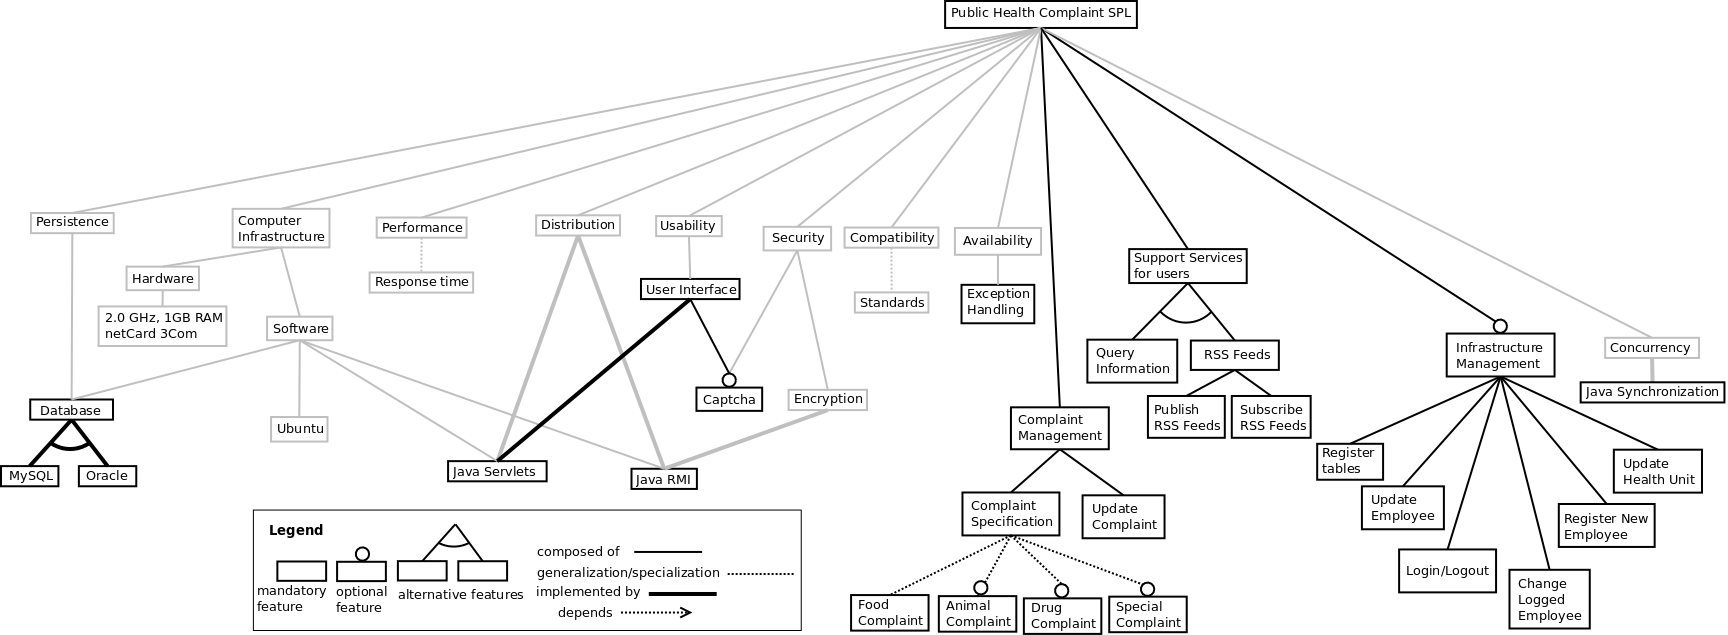 Public Health Complaint SPL
Persistence
Computer
Infrastructure
Performance
Distribution
Usability
Security
Compatibility
Availability
Support Services
for users
Hardware
Response time
User Interface
Standards
Exception
Handling
2.0 GHz, 1GB RAM
netCard 3Com
Software
Query
Information
RSS Feeds
Infrastructure
Management
Concurrency
Database
Ubuntu
Captcha
Encryption
Complaint
Management
Publish
RSS Feeds
Subscribe
RSS Feeds
Java Synchronization
MySQL
Oracle
Java Servlets
Java RMI
Register
tables
Update
Health Unit
Complaint
Specification
Update
Complaint
Update
Employee
Register New
Employee
Login/Logout
Change
Logged
Employee
Food
Complaint
Animal
Complaint
Drug
Complaint
Special
Complaint
Legend
mandatory
feature
optional
feature
alternative features
composed of
generalization/specialization
implemented by
depends